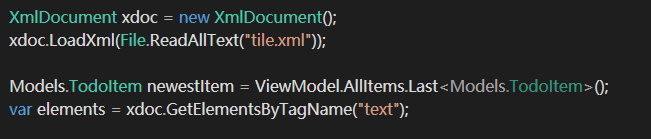 XmlDocument xdoc = new XmlDocument();
xdoc.LoadXml(File.ReadAllText("tile.xml"));
Models.TodoItem newestItem = ViewModel.AllItems.Last<Models.TodoItem>();
var elements = xdoc.GetElementsByTagName("text");